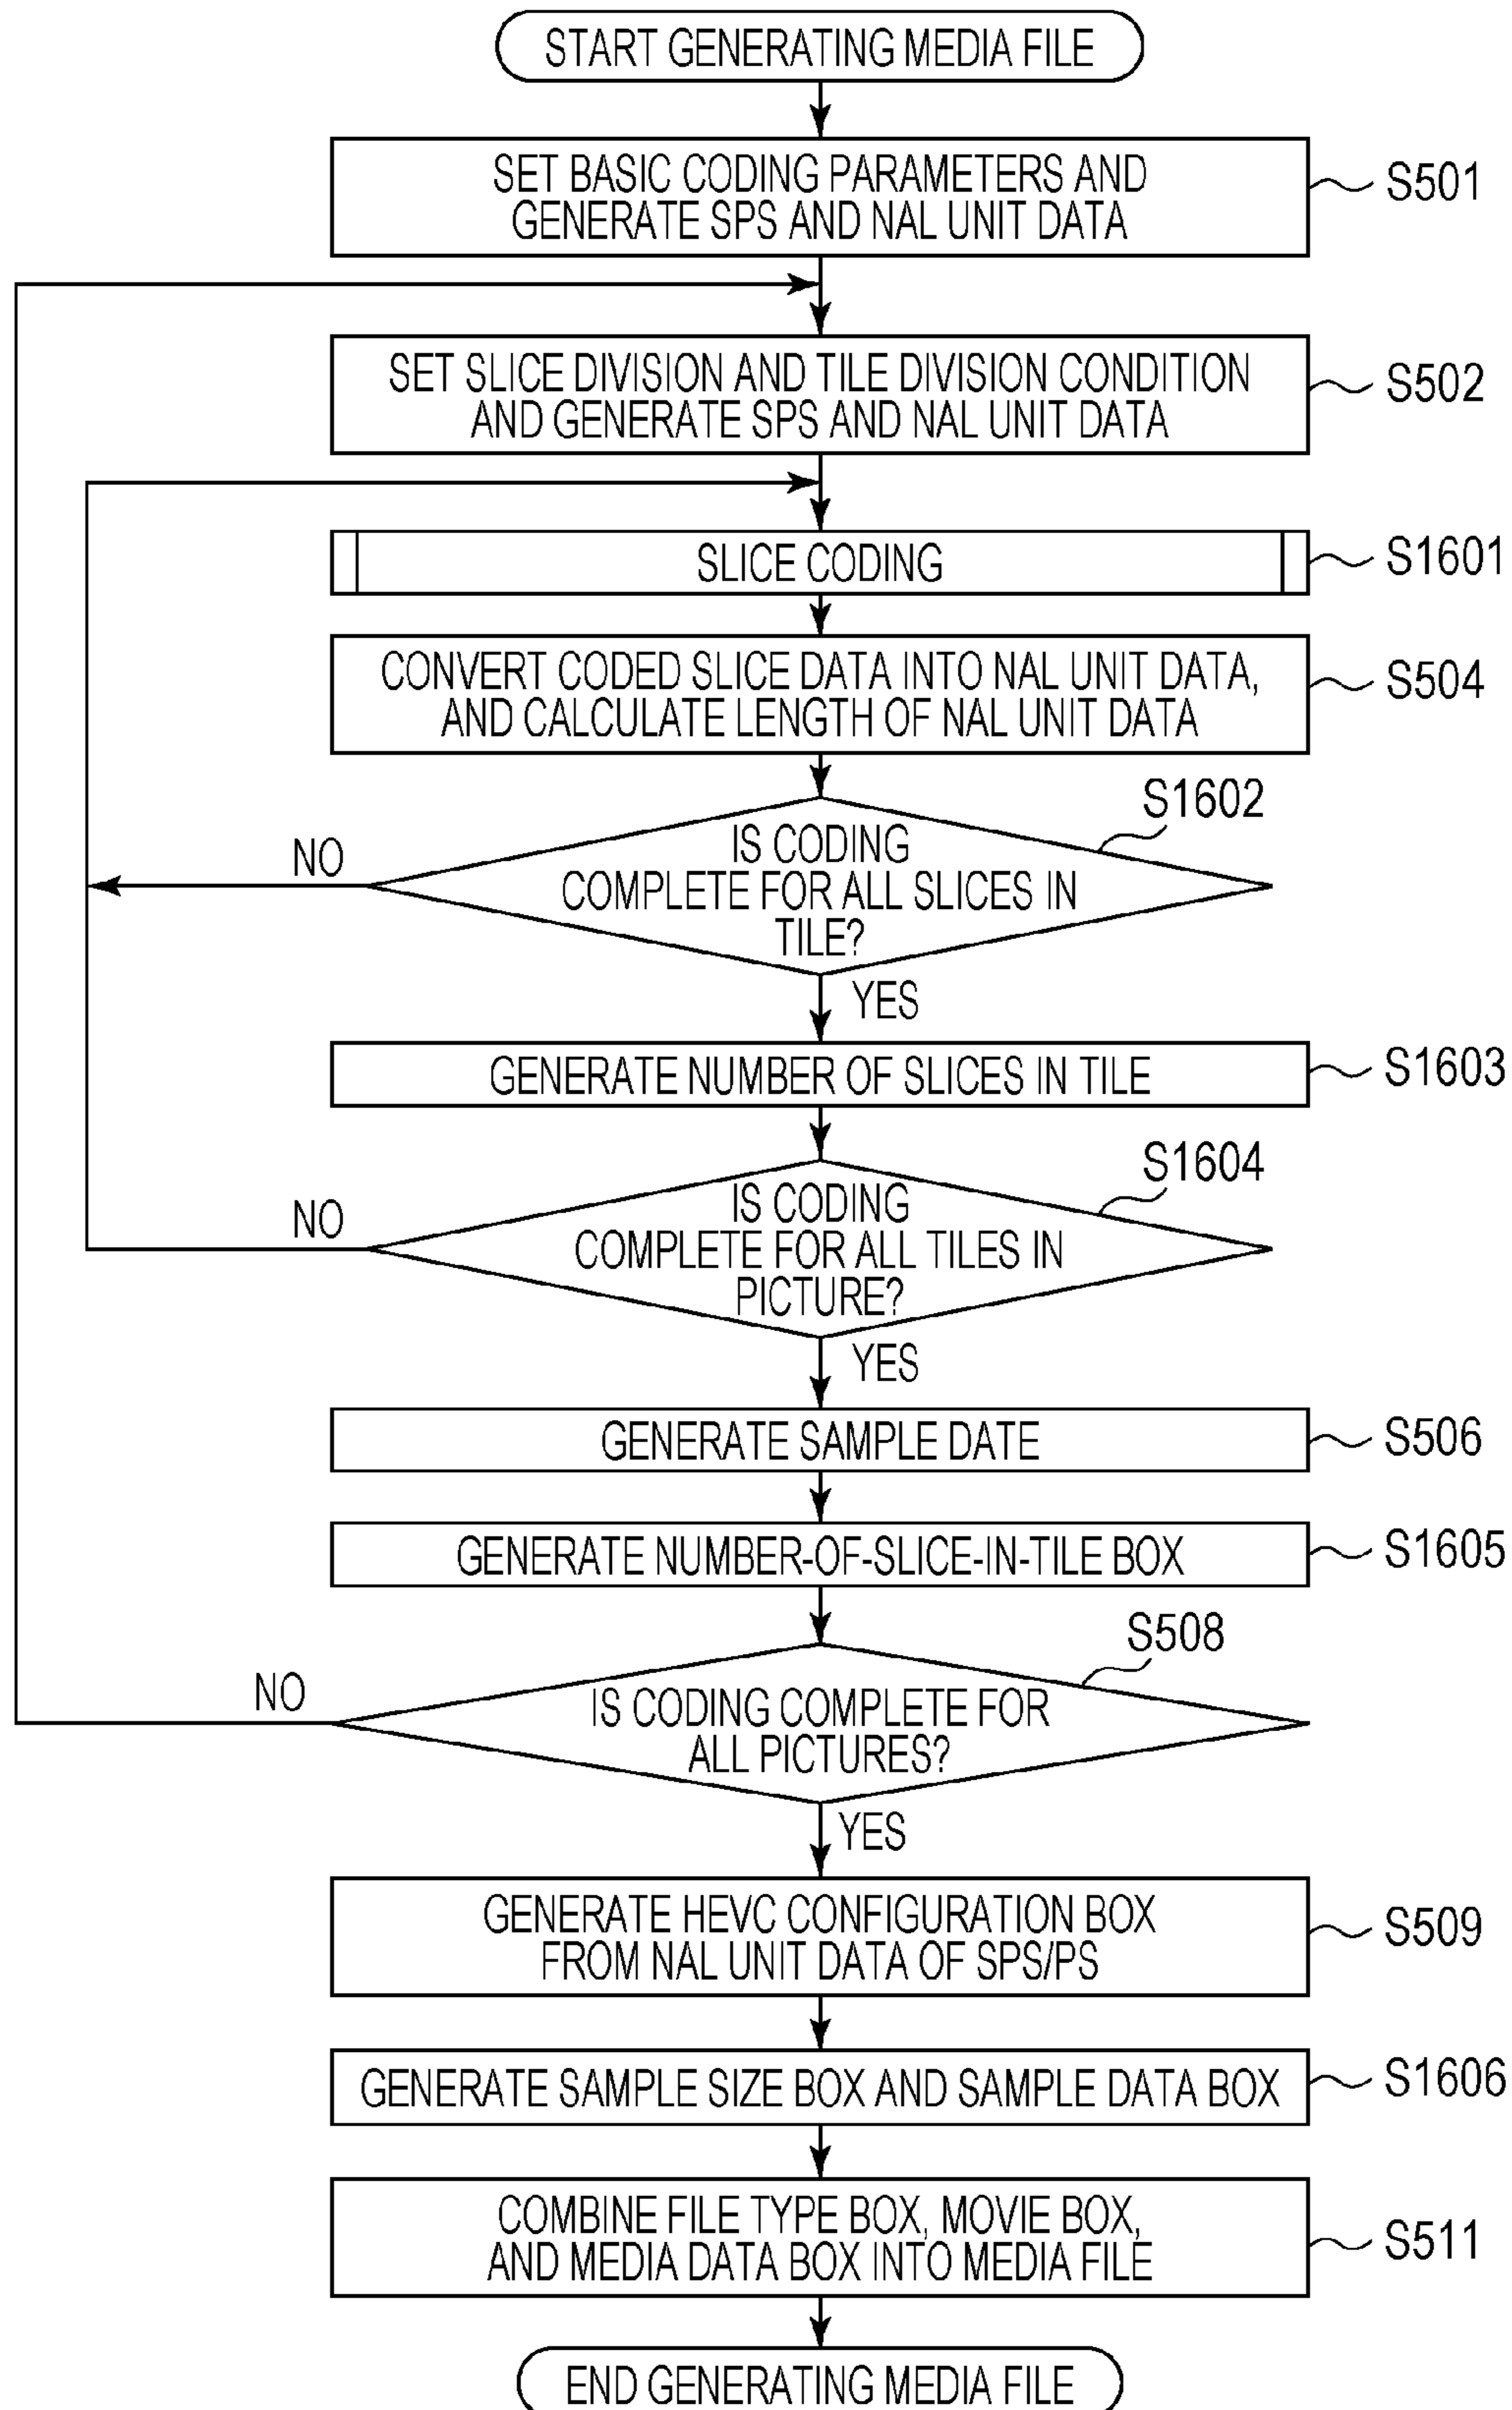 START GENERATING MEDIA FILE
SET BASIC CODING PARAMETERS AND
GENERATE SPS AND NAL UNIT DATA
S501
SET SLICE DIVISION AND TILE DIVISION CONDITION
AND GENERATE SPS AND NAL UNIT DATA
S502
SLICE CODING
S1601
CONVERT CODED SLICE DATA INTO NAL UNIT DATA,
AND CALCULATE LENGTH OF NAL UNIT DATA
S504
S1602
IS CODING
COMPLETE FOR ALL SLICES IN
TILE?
NO
YES
GENERATE NUMBER OF SLICES IN TILE
S1603
S1604
IS CODING
COMPLETE FOR ALL TILES IN
PICTURE?
NO
YES
GENERATE SAMPLE DATE
S506
GENERATE NUMBER-OF-SLICE-IN-TILE BOX
S1605
S508
IS CODING COMPLETE FOR
ALL PICTURES?
NO
YES
GENERATE HEVC CONFIGURATION BOX
FROM NAL UNIT DATA OF SPS/PS
S509
GENERATE SAMPLE SIZE BOX AND SAMPLE DATA BOX
S1606
COMBINE FILE TYPE BOX, MOVIE BOX,
AND MEDIA DATA BOX INTO MEDIA FILE
S511
END GENERATING MEDIA FILE